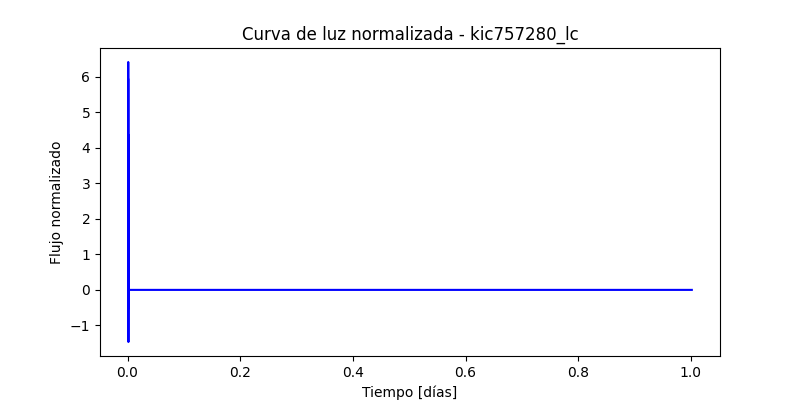 Curva de luz normalizada - kic757280_lc
Flujo normalizado
6
5
4
3
2
1
0
−1
0.0 0.2 0.4 0.6 0.8 1.0
Tiempo [días]